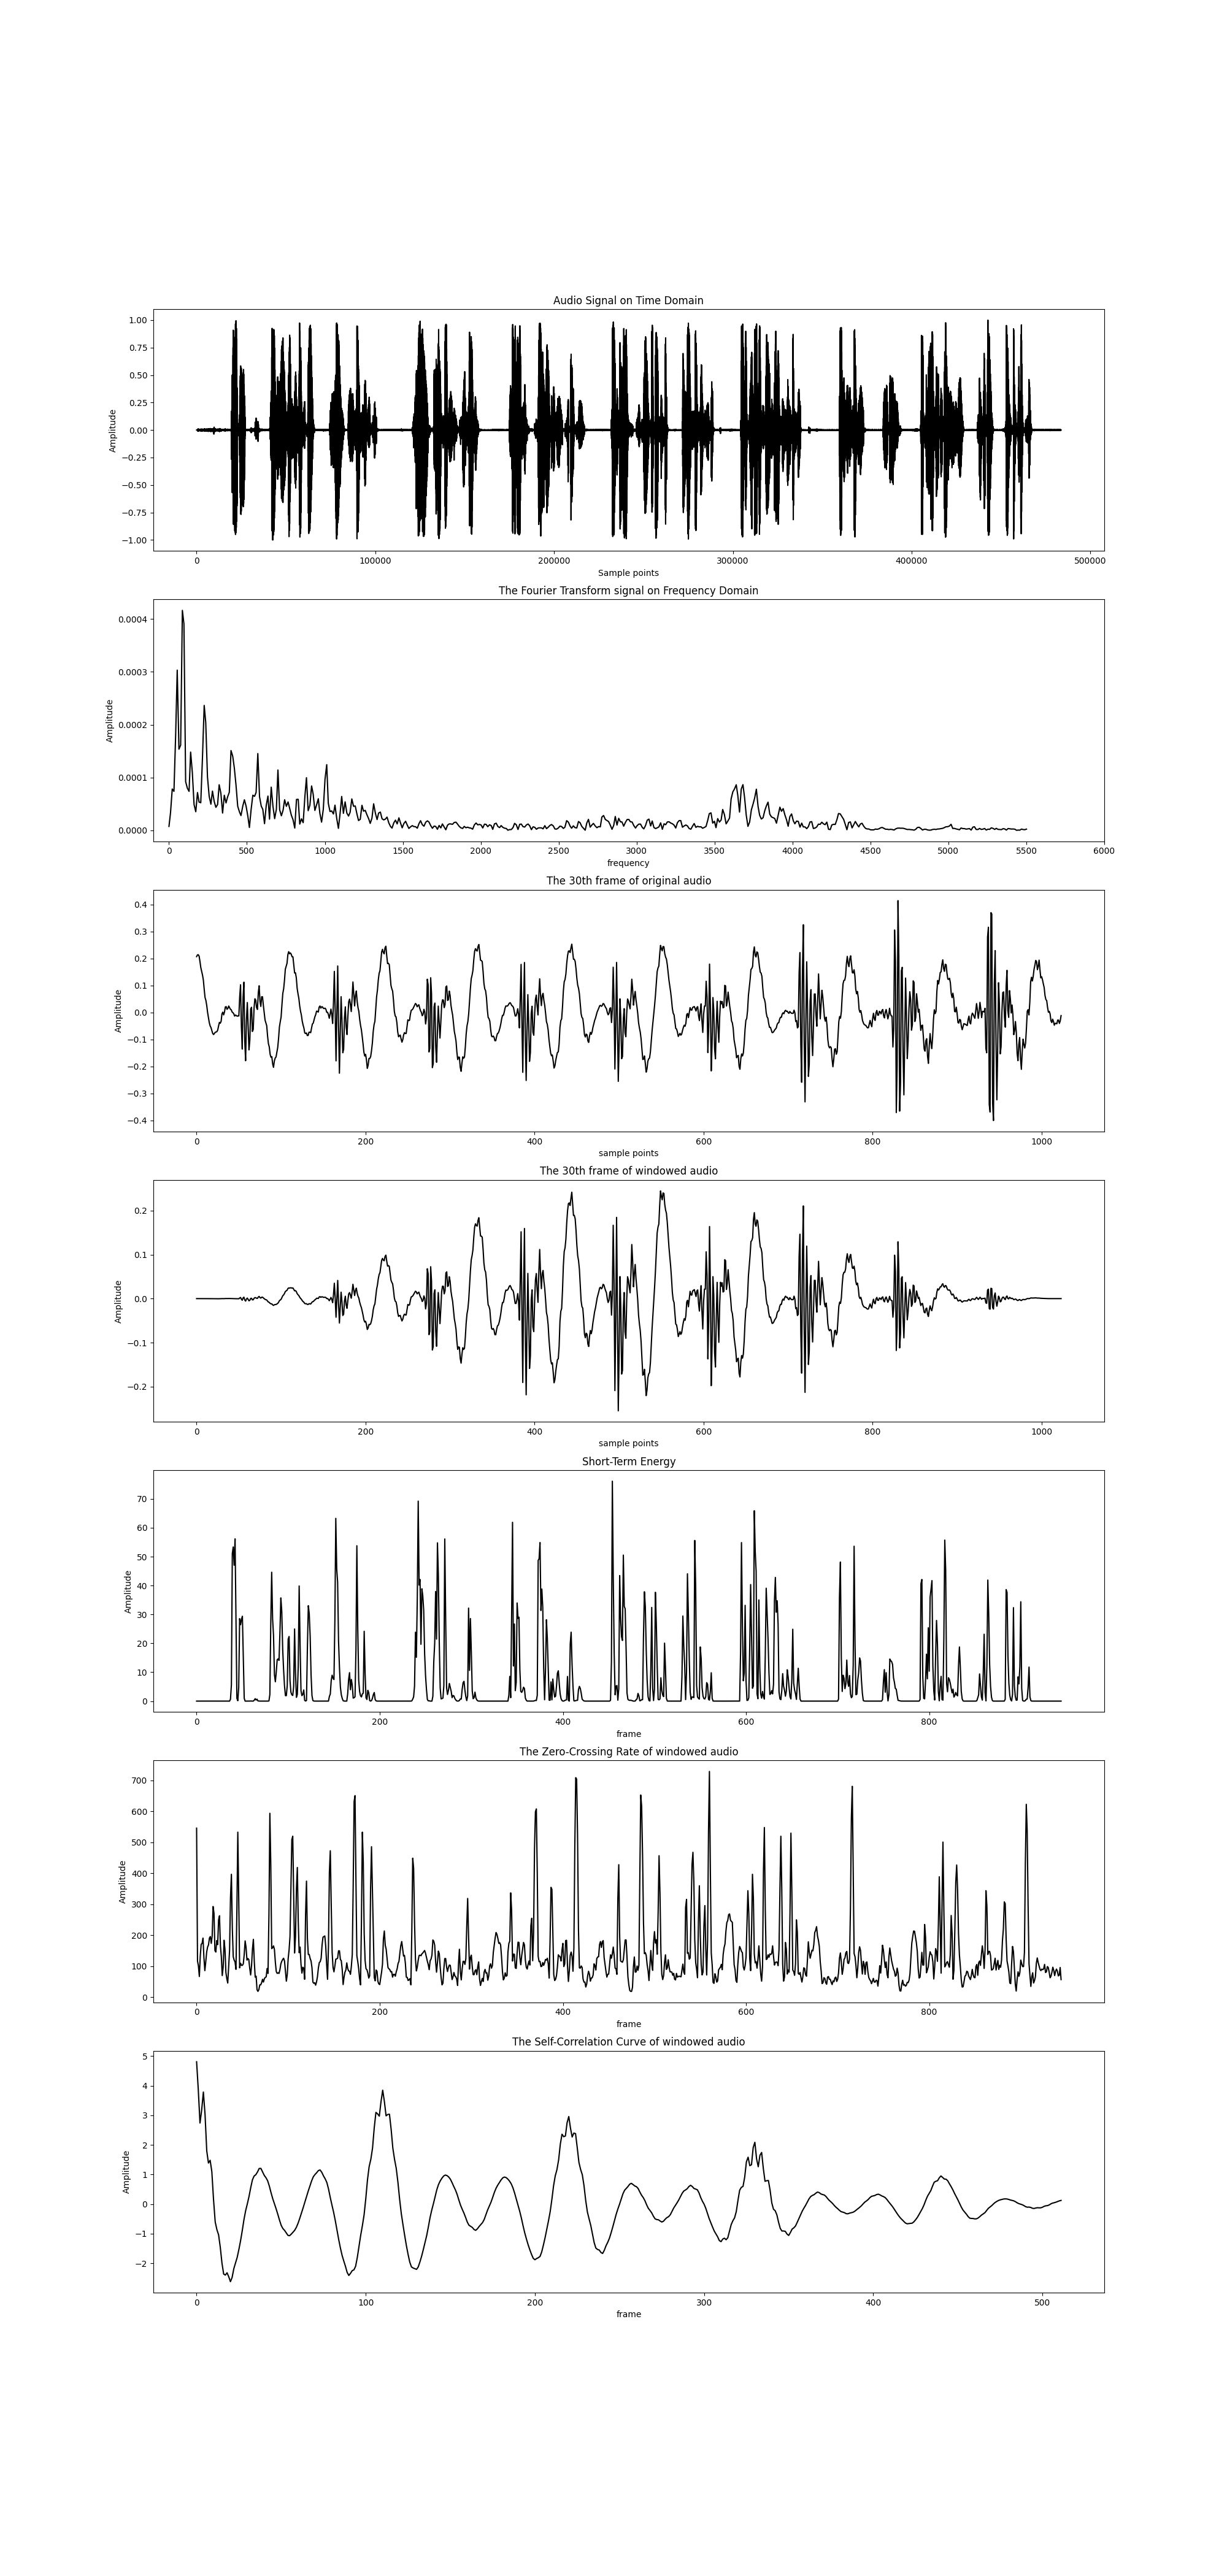 Audio Signal on Time Domain
1.00
0.75
0.50
0.25
0.00
−0.25
−0.50
−0.75
−1.00
Amplitude
0 100000 200000 300000 400000 500000
Sample points
The Fourier Transform signal on Frequency Domain
0.0004
0.0003
0.0002
0.0001
0.0000
Amplitude
0 500 1000 1500 2000 2500 3000 3500 4000 4500 5000 5500 6000
frequency
The 30th frame of original audio
0.4
0.3
0.2
0.1
0.0
−0.1
−0.2
−0.3
−0.4
Amplitude
0 200 400 600 800 1000
sample points
The 30th frame of windowed audio
0.2
0.1
0.0
−0.1
−0.2
Amplitude
0 200 400 600 800 1000
sample points
Short-Term Energy
70
60
50
40
30
20
10
0
Amplitude
0 200 400 600 800
frame
The Zero-Crossing Rate of windowed audio
700
600
500
400
300
200
100
0
Amplitude
0 200 400 600 800
frame
The Self-Correlation Curve of windowed audio
5
4
3
2
1
0
−1
−2
Amplitude
0 100 200 300 400 500
frame